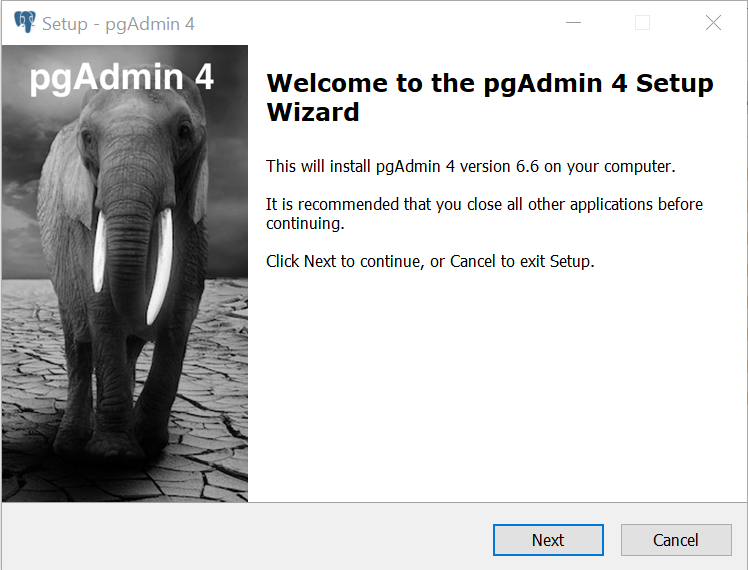 Setup - pgAdmin 4
pgAdmin 4
Welcome to the pgAdmin 4 Setup
Wizard
This will install pgAdmin 4 version 6.6 on your computer.
It is recommended that you close all other applications before
continuing.
Click Next to continue, or Cancel to exit Setup.
Next
Cancel